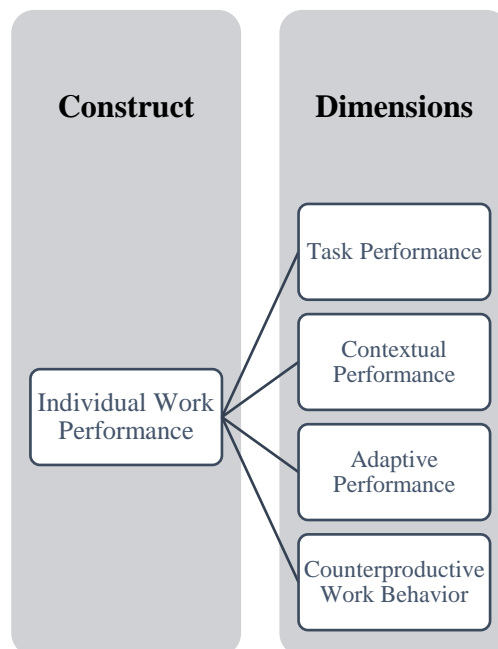 Construct
Dimensions
Individual Work
Performance
Task Performance
Contextual
Performance
Adaptive
Performance
Counterproductive
Work Behavior